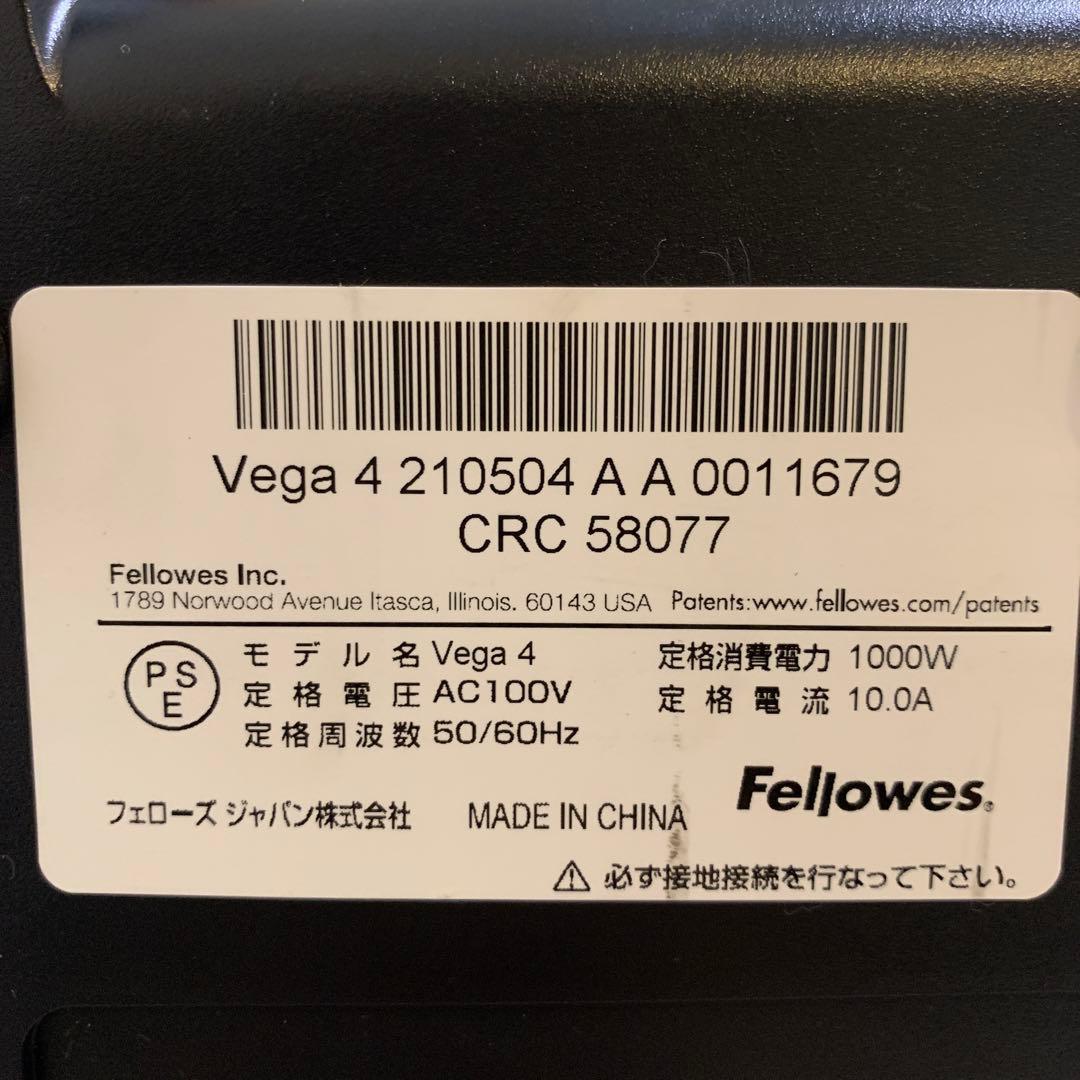 Vega 4 210504 A A 0011679
CRC 58077
Fellowes Inc.
1789 Norwood Avenue Itasca, Illinois. 60143 USA Patents:www.fellowes.com/patents
PSE
モデル名 Vega 4 定格消費電力 1000W
定格電圧 AC100V 定格電流 10.0A
定格周波数 50/60Hz
Fellowes.
フェローズ ジャパン株式会社 MADE IN CHINA
⚠ 必ず接地接続を行なって下さい。